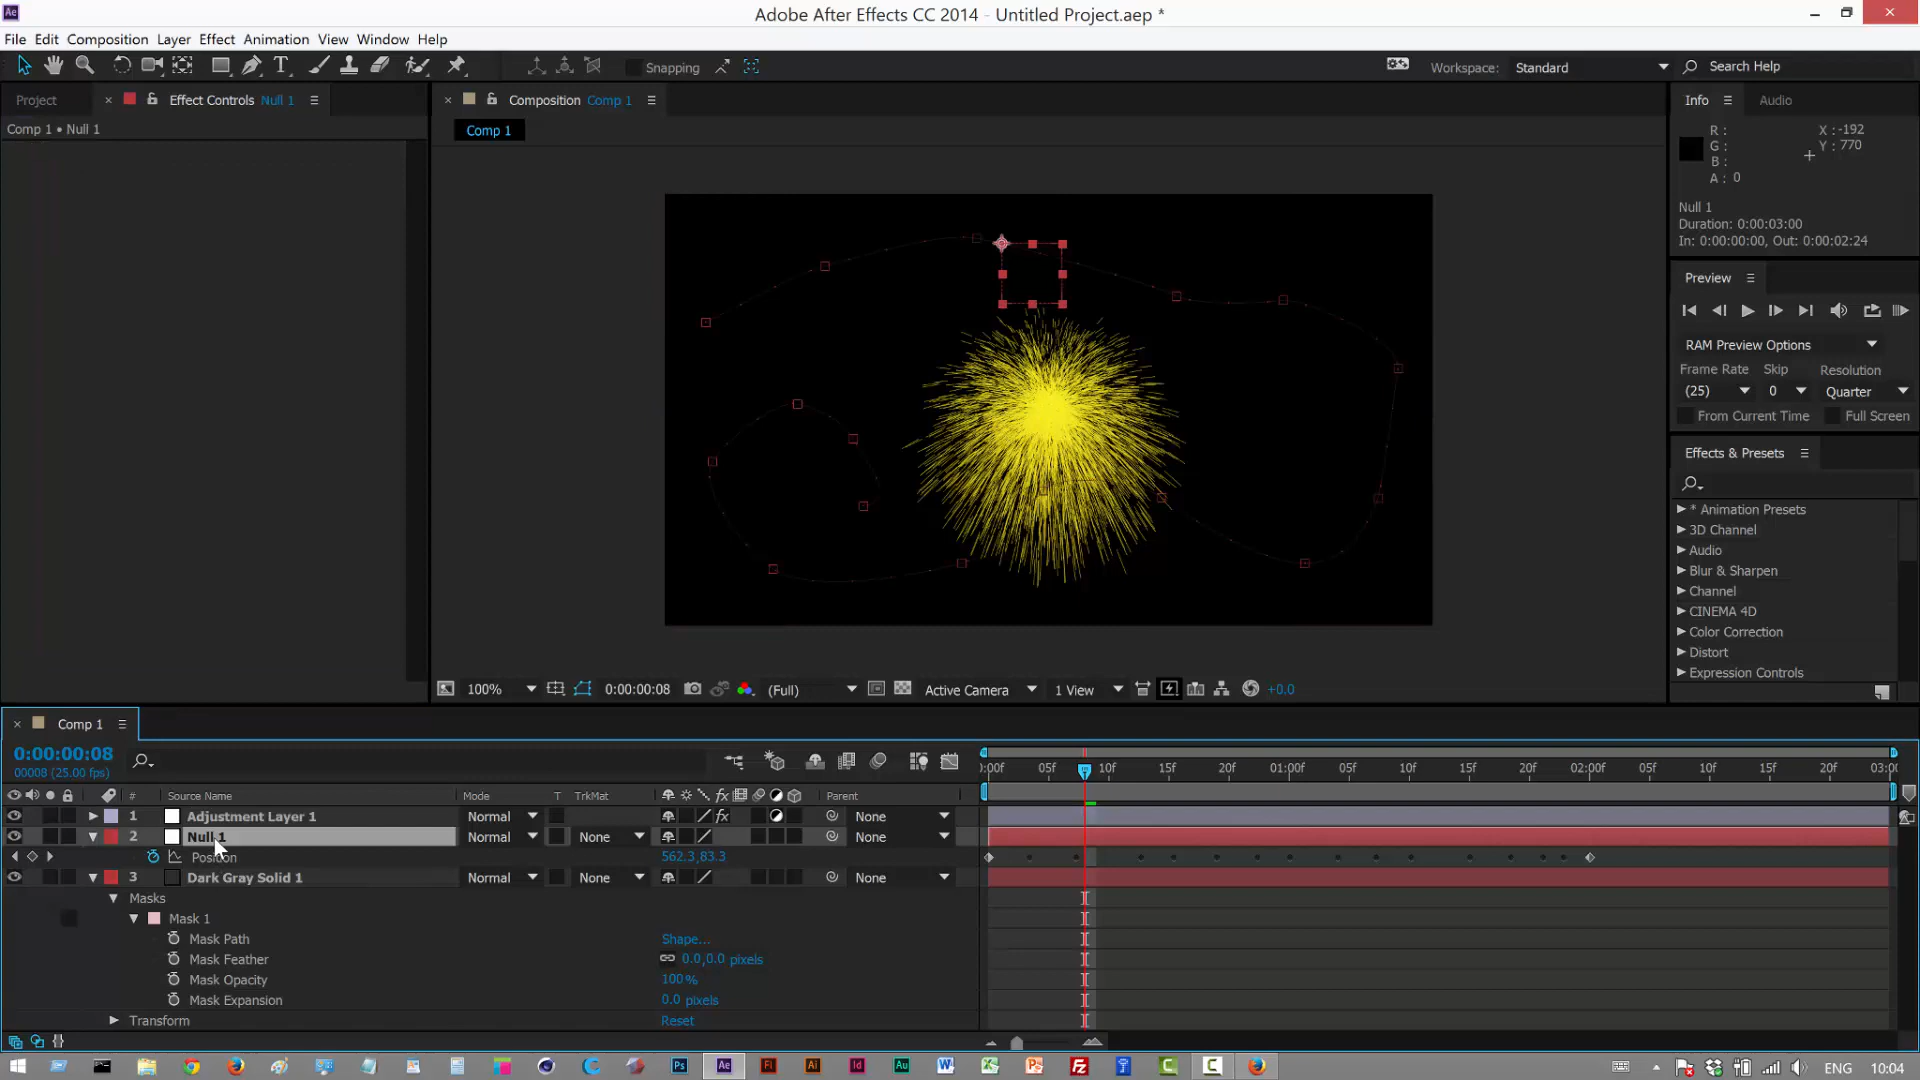 Adobe After Effects CC 2014 - Untitled Project.aep *
File Edit Composition Layer Effect Animation View Window Help
Snapping
Workspace: Standard
Search Help
Project
Effect Controls Null 1
Composition Comp 1
Info
Audio
Comp 1 • Null 1
Comp 1
R :
G :
B :
A : 0
X : -192
Y : 770
Null 1
Duration: 0:00:03:00
In: 0:00:00:00, Out: 0:00:02:24
Preview
RAM Preview Options
Frame Rate Skip Resolution
(25) 0 Quarter
From Current Time Full Screen
Effects & Presets
* Animation Presets
3D Channel
Audio
Blur & Sharpen
Channel
CINEMA 4D
Color Correction
Distort
Expression Controls
100% 0:00:00:08 (Full) Active Camera 1 View +0.0
Comp 1
0:00:00:08
00008 (25.00 fps)
:00f 05f 10f 15f 20f 01:00f 05f 10f 15f 20f 02:00f 05f 10f 15f 20f 03:00
# Source Name Mode T TrkMat Parent
1 Adjustment Layer 1 Normal None
2 Null 1 Normal None None
Position 562.3,83.3
3 Dark Gray Solid 1 Normal None None
Masks
Mask 1
Mask Path Shape...
Mask Feather 0.0,0.0 pixels
Mask Opacity 100%
Mask Expansion 0.0 pixels
Transform Reset
ENG 10:04